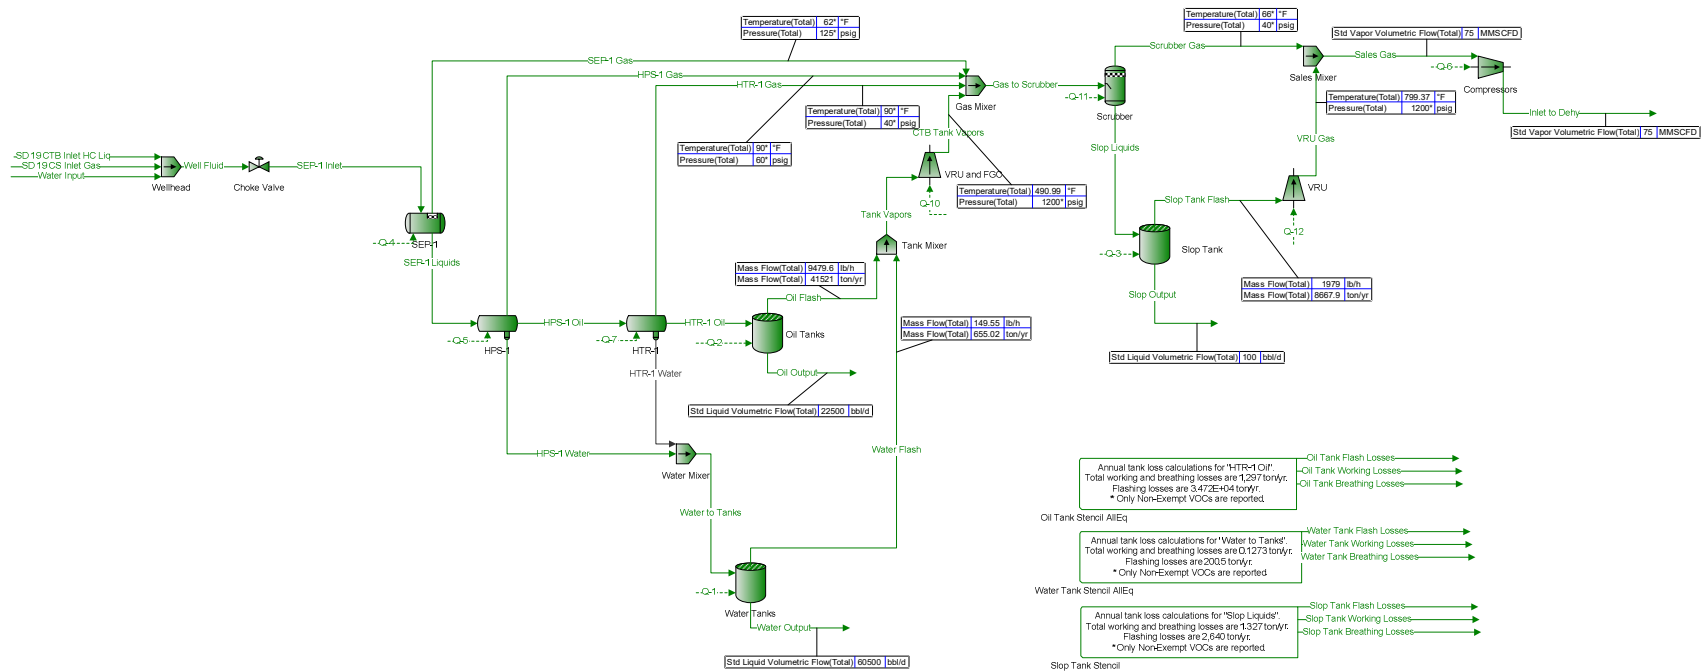 Temperature(Total) 62* °F
Pressure(Total) 125* psig
Temperature(Total) 66* °F
Pressure(Total) 40* psig
Std Vapor Volumetric Flow(Total) 75 MMSCFD
SEP-1 Gas
Scrubber Gas
Sales Gas
HPS-1 Gas
HTR-1 Gas
Gas to Scrubber
Q-6
Sales Mixer
Compressors
Gas Mixer
Q-11
Scrubber
Temperature(Total) 799.37 °F
Pressure(Total) 1200* psig
Temperature(Total) 90* °F
Pressure(Total) 40* psig
Inlet to Dehy
Std Vapor Volumetric Flow(Total) 75 MMSCFD
CTB Tank Vapors
VRU Gas
Temperature(Total) 90* °F
Pressure(Total) 60* psig
Slop Liquids
SD 19 CTB Inlet HC Liq
SD 19 CS Inlet Gas
Water Input
Well Fluid
SEP-1 Inlet
Wellhead
Choke Valve
VRU and FGC
VRU
Temperature(Total) 490.99 °F
Pressure(Total) 1200* psig
Q-10
Slop Tank Flash
Tank Vapors
Q-12
Q-4
SEP-1
Tank Mixer
Slop Tank
Q-3
SEP-1 Liquids
Mass Flow(Total) 9479.6 lb/h
Mass Flow(Total) 41521 ton/yr
Mass Flow(Total) 1979 lb/h
Mass Flow(Total) 8667.9 ton/yr
Oil Flash
Slop Output
HPS-1 Oil
HTR-1 Oil
Oil Tanks
Mass Flow(Total) 149.55 lb/h
Mass Flow(Total) 655.02 ton/yr
Q-5
HPS-1
Q-7
HTR-1
Q-2
Std Liquid Volumetric Flow(Total) 100 bbl/d
HTR-1 Water
Oil Output
Std Liquid Volumetric Flow(Total) 22500 bbl/d
Water Flash
HPS-1 Water
Water Mixer
Water to Tanks
Annual tank loss calculations for "HTR-1 Oil".
Total working and breathing losses are 1,297 ton/yr.
Flashing losses are 3.472E+04 ton/yr.
* Only Non-Exempt VOCs are reported.
Oil Tank Flash Losses
Oil Tank Working Losses
Oil Tank Breathing Losses
Oil Tank Stencil AllEq
Annual tank loss calculations for "Water to Tanks".
Total working and breathing losses are 0.1273 ton/yr.
Flashing losses are 200.5 ton/yr.
* Only Non-Exempt VOCs are reported.
Water Tank Flash Losses
Water Tank Working Losses
Water Tank Breathing Losses
Water Tank Stencil AllEq
Q-1
Water Tanks
Water Output
Std Liquid Volumetric Flow(Total) 60500 bbl/d
Annual tank loss calculations for "Slop Liquids".
Total working and breathing losses are 1.327 ton/yr.
Flashing losses are 2,640 ton/yr.
* Only Non-Exempt VOCs are reported.
Slop Tank Flash Losses
Slop Tank Working Losses
Slop Tank Breathing Losses
Slop Tank Stencil